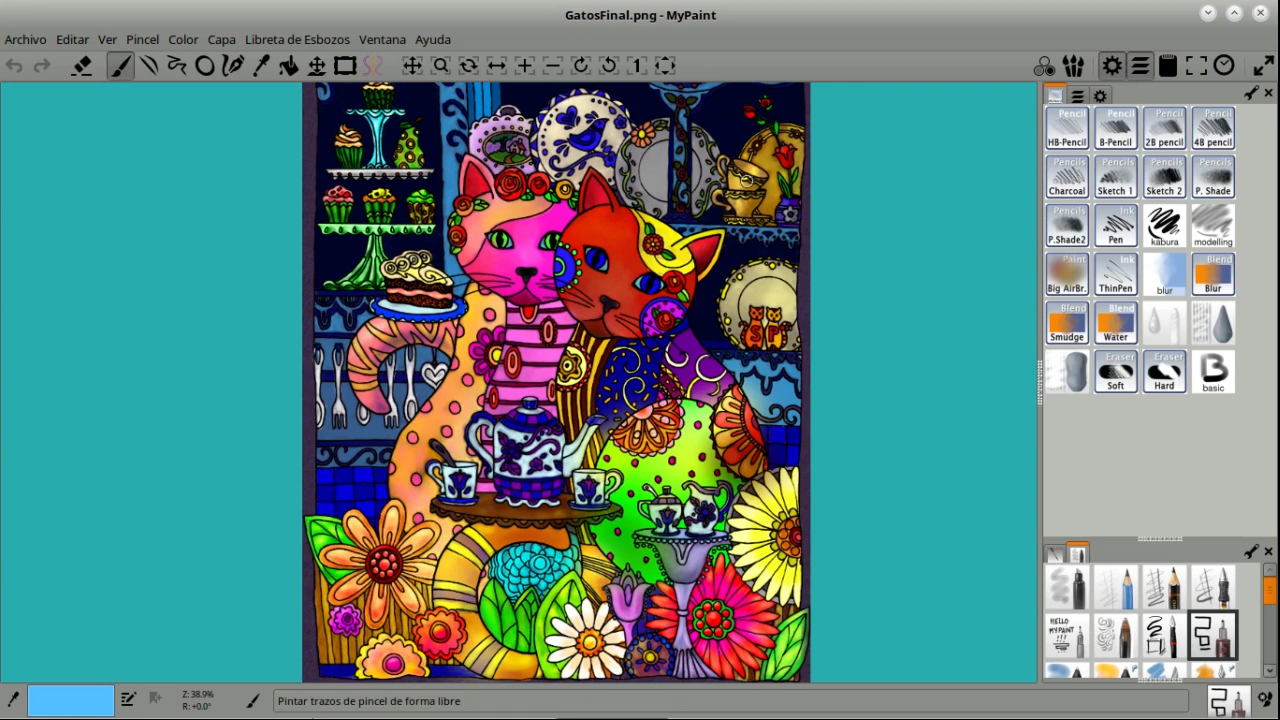 GatosFinal.png - MyPaint
Archivo Editar Ver Pincel Color Capa Libreta de Esbozos Ventana Ayuda
1
Pencil Pencil Pencil Pencil
HB-Pencil B-Pencil 2B pencil 4B pencil
Pencils Pencils Pencils Pencils
Charcoal Sketch 1 Sketch 2 P. Shade
Pencils Ink
P.Shade2 Pen kabura modelling
Paint Ink Blend
Big AirBr. ThinPen blur Blur
Blend Blend
Smudge Water
Eraser Eraser
Soft Hard basic
SP
HELLO
MYPAINT
!!!
Z: 38.9%
R: +0.0°
Pintar trazos de pincel de forma libre